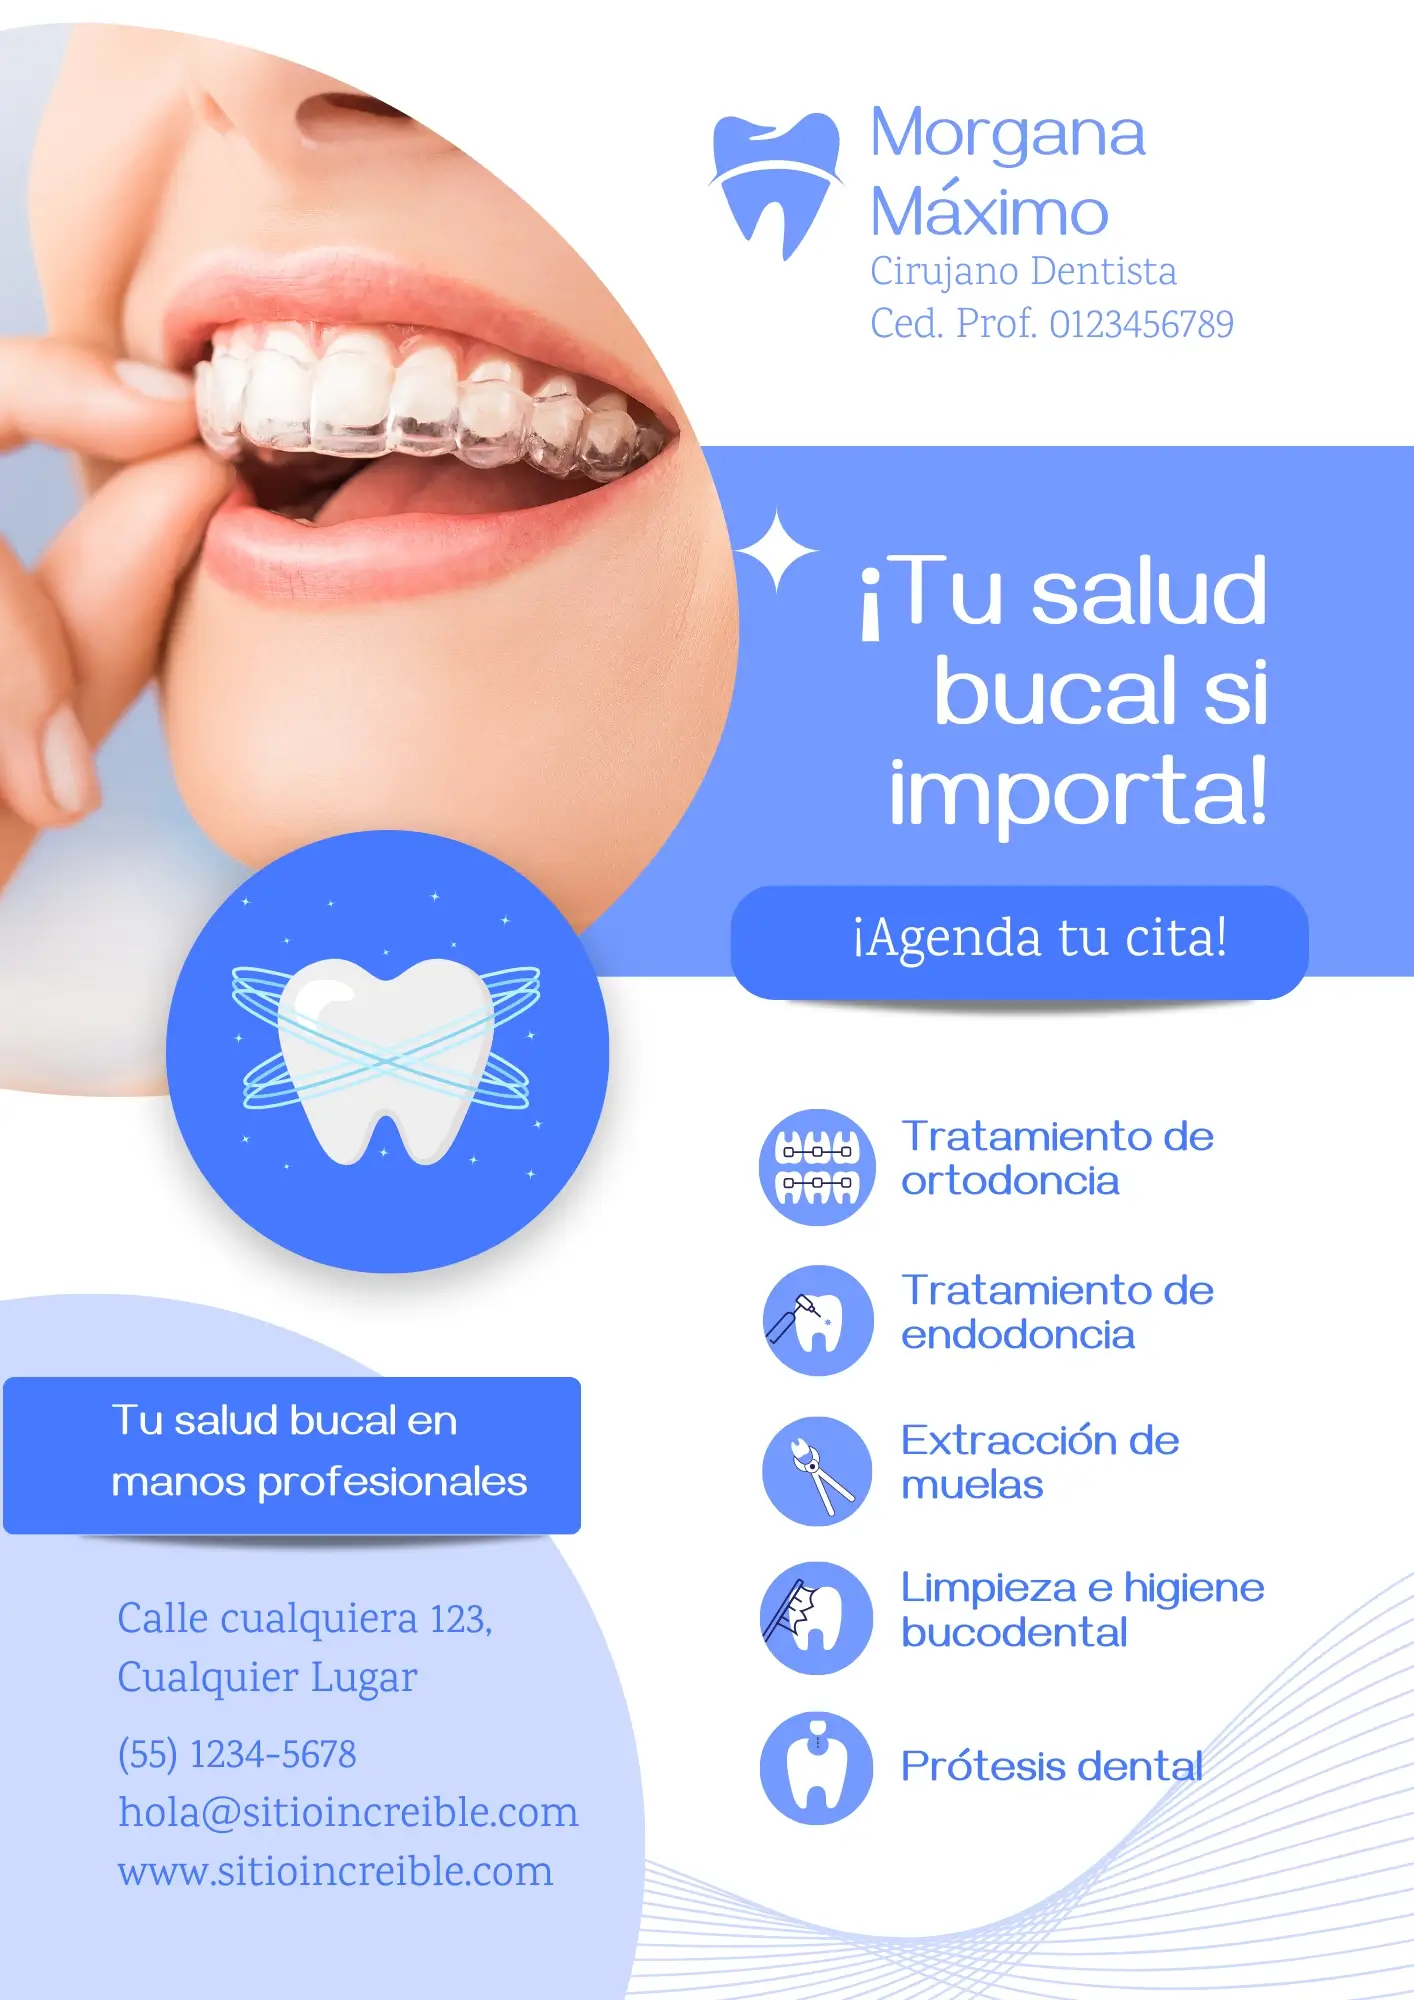 Morgana
Máximo
Cirujano Dentista
Ced. Prof. 0123456789
¡Tu salud
bucal si
importa!
¡Agenda tu cita!
Tratamiento de
ortodoncia
Tratamiento de
endodoncia
Extracción de
muelas
Limpieza e higiene
bucodental
Prótesis dental
Tu salud bucal en
manos profesionales
Calle cualquiera 123,
Cualquier Lugar
(55) 1234-5678
hola@sitioincreible.com
www.sitioincreible.com